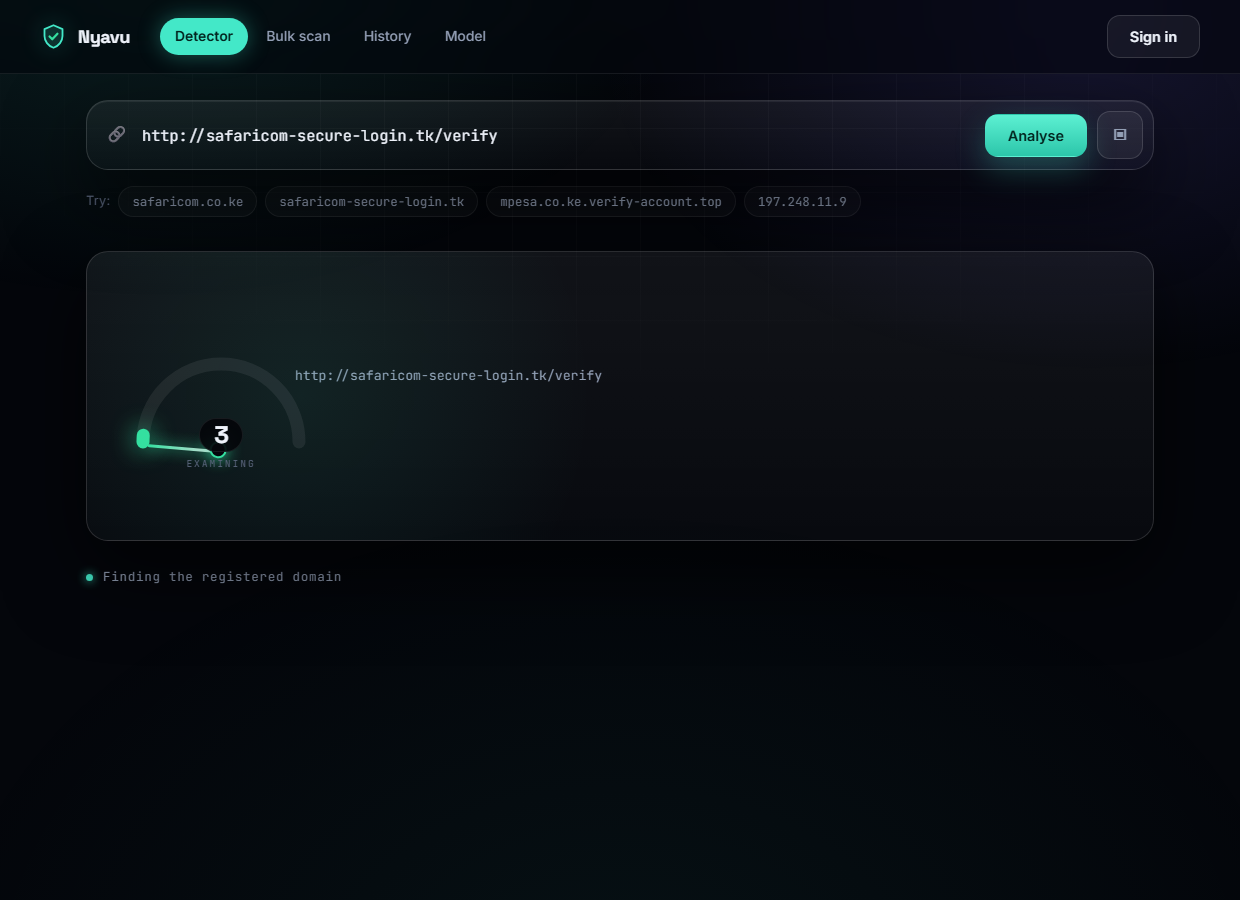 Nyavu Detector Bulk scan History Model Sign in
http://safaricom-secure-login.tk/verify Analyse
Try: safaricom.co.ke safaricom-secure-login.tk mpesa.co.ke.verify-account.top 197.248.11.9
http://safaricom-secure-login.tk/verify
3
EXAMINING
Finding the registered domain